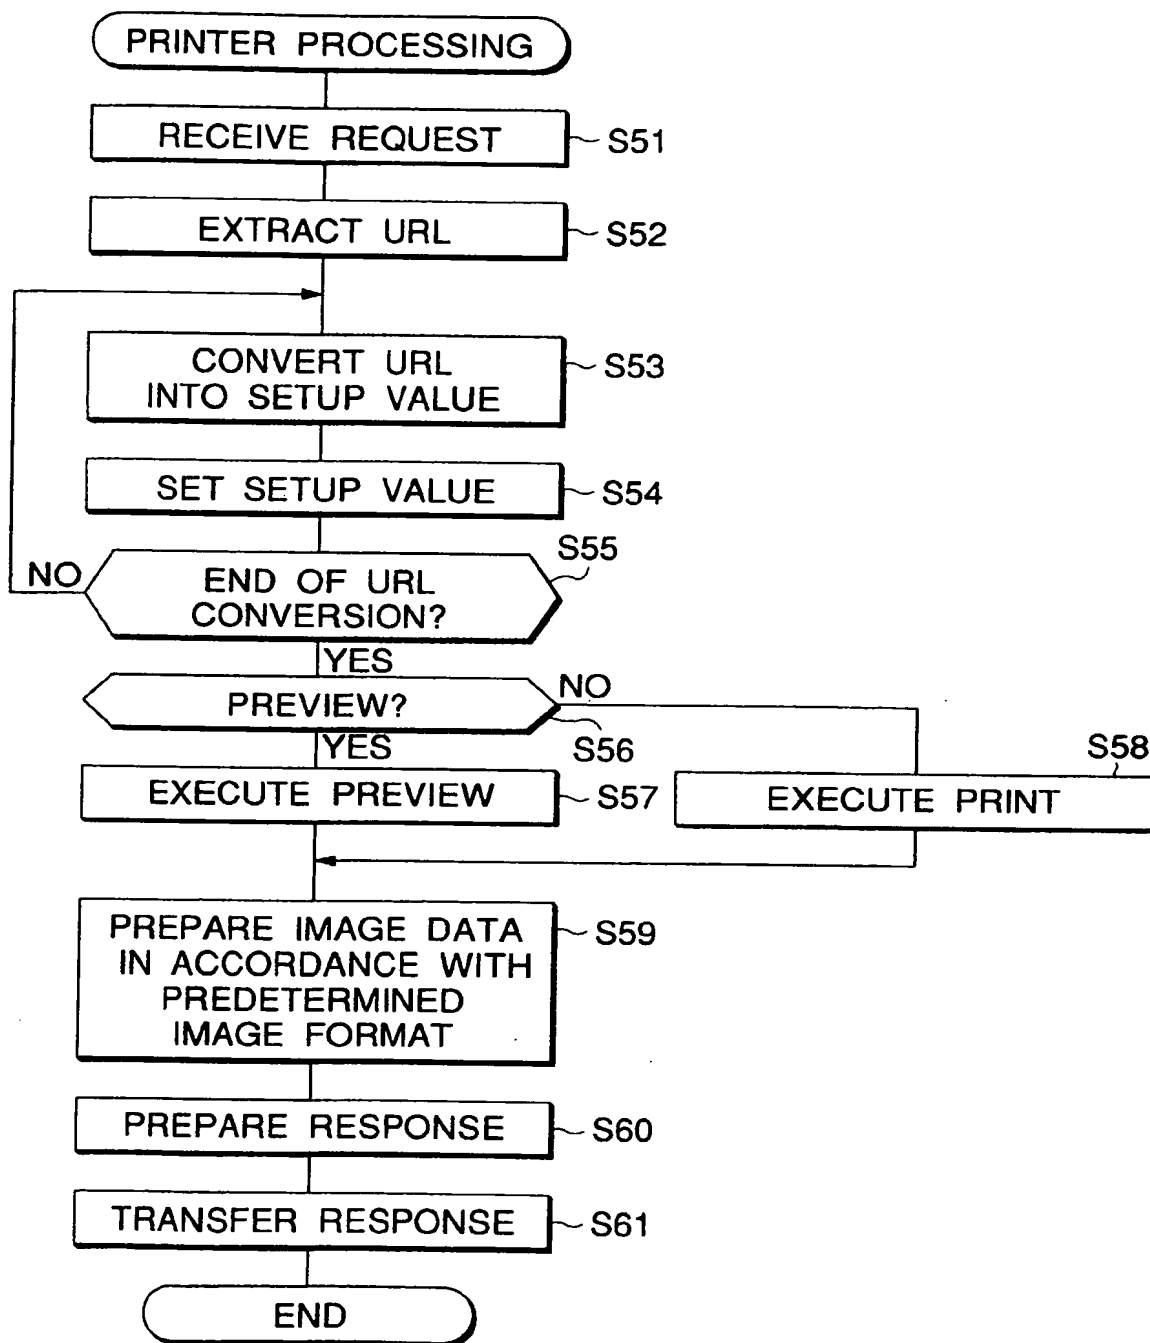 PRINTER PROCESSING
RECEIVE REQUEST
S51
EXTRACT URL
S52
CONVERT URL
INTO SETUP VALUE
S53
SET SETUP VALUE
S54
S55
NO
END OF URL
CONVERSION?
YES
PREVIEW?
NO
S56
YES
EXECUTE PREVIEW
S57
S58
EXECUTE PRINT
PREPARE IMAGE DATA
IN ACCORDANCE WITH
PREDETERMINED
IMAGE FORMAT
S59
PREPARE RESPONSE
S60
TRANSFER RESPONSE
S61
END